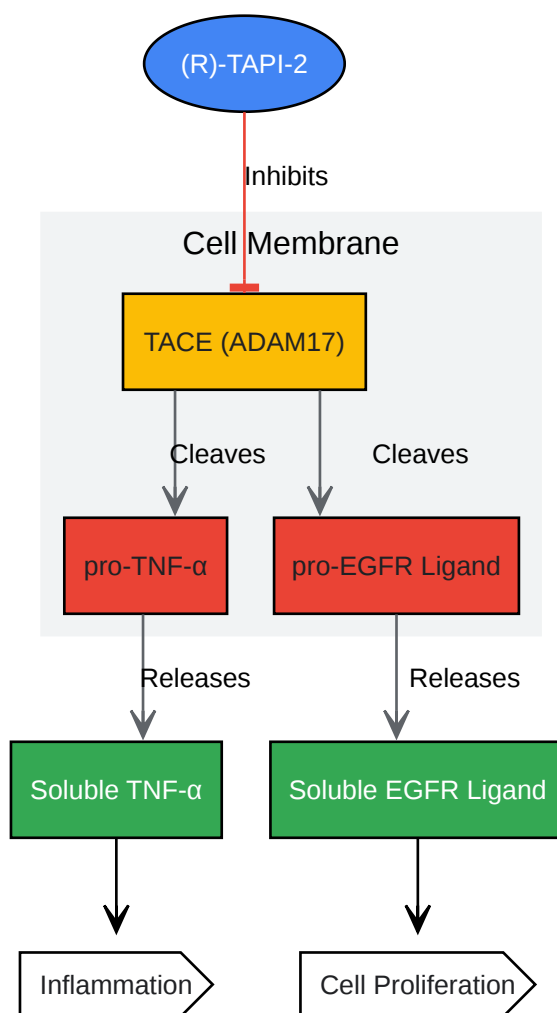 (R)-TAPI-2
Inhibits
Cell Membrane
TACE (ADAM17)
Cleaves
Cleaves
pro-TNF-α
pro-EGFR Ligand
Releases
Releases
Soluble TNF-α
Soluble EGFR Ligand
Inflammation
Cell Proliferation